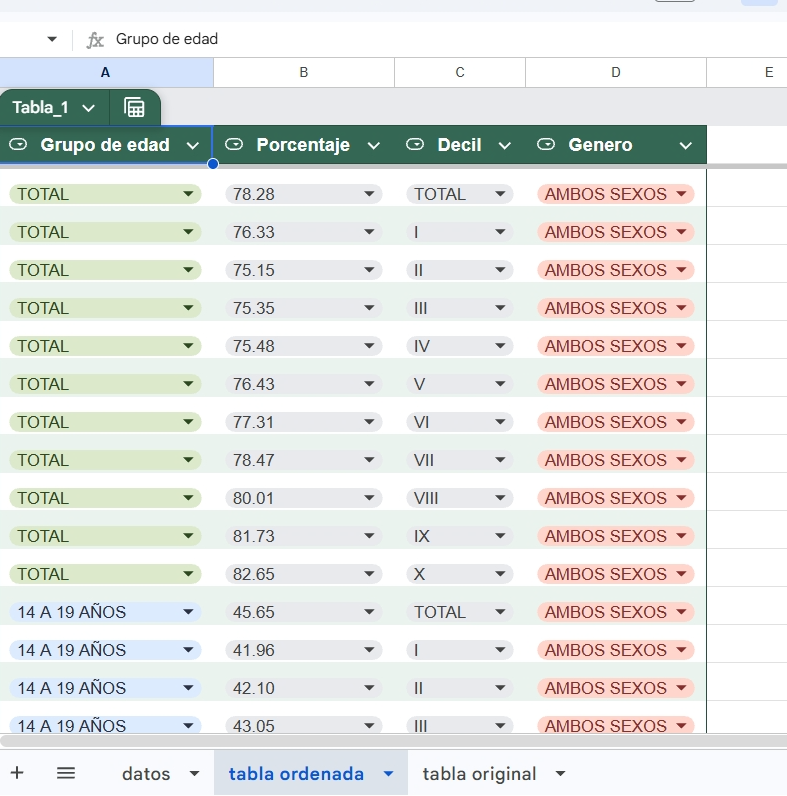 fx Grupo de edad
A B C D E
Tabla_1
Grupo de edad Porcentaje Decil Genero
TOTAL 78.28 TOTAL AMBOS SEXOS
TOTAL 76.33 I AMBOS SEXOS
TOTAL 75.15 II AMBOS SEXOS
TOTAL 75.35 III AMBOS SEXOS
TOTAL 75.48 IV AMBOS SEXOS
TOTAL 76.43 V AMBOS SEXOS
TOTAL 77.31 VI AMBOS SEXOS
TOTAL 78.47 VII AMBOS SEXOS
TOTAL 80.01 VIII AMBOS SEXOS
TOTAL 81.73 IX AMBOS SEXOS
TOTAL 82.65 X AMBOS SEXOS
14 A 19 AÑOS 45.65 TOTAL AMBOS SEXOS
14 A 19 AÑOS 41.96 I AMBOS SEXOS
14 A 19 AÑOS 42.10 II AMBOS SEXOS
14 A 19 AÑOS 43.05 III AMBOS SEXOS
datos tabla ordenada tabla original